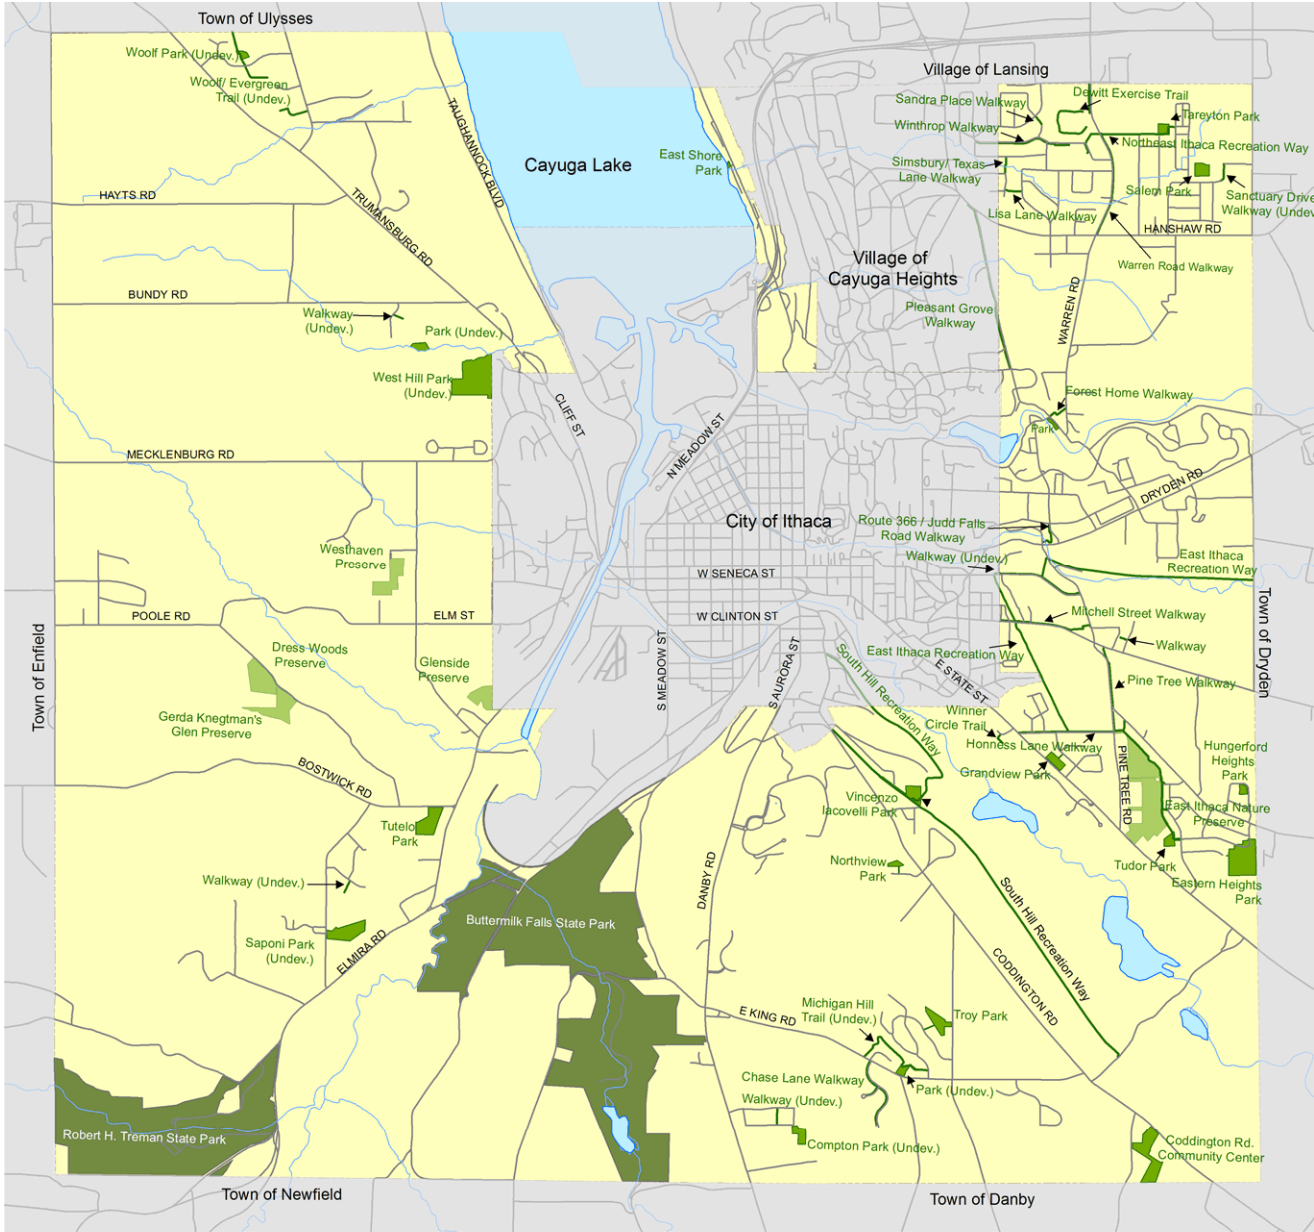 Town of Ulysses
Woolf Park (Undev.)
Woolf/ Evergreen
Trail (Undev.)
TAUGHANNOCK BLVD
Cayuga Lake
East Shore
Park
Village of Lansing
Sandra Place Walkway
Dewitt Exercise Trail
Winthrop Walkway
Tareyton Park
Northeast Ithaca Recreation Way
Simsbury/ Texas
Lane Walkway
Salem Park
Sanctuary Drive
Walkway (Undev
Lisa Lane Walkway
HANSHAW RD
Warren Road Walkway
HAYTS RD
TRUMANSBURG RD
Village of
Cayuga Heights
BUNDY RD
Walkway
(Undev.)
Park (Undev.)
Pleasant Grove
Walkway
WARREN RD
West Hill Park
(Undev.)
CLIFF ST
Forest Home Walkway
Park
N MEADOW ST
MECKLENBURG RD
DRYDEN RD
City of Ithaca
Route 366 / Judd Falls
Road Walkway
Walkway (Undev.)
East Ithaca
Recreation Way
Westhaven
Preserve
W SENECA ST
POOLE RD
ELM ST
W CLINTON ST
Mitchell Street Walkway
Walkway
Town of Enfield
Town of Dryden
Dress Woods
Preserve
Glenside
Preserve
S MEADOW ST
S AURORA ST
South Hill Recreation Way
East Ithaca Recreation Way
E STATE ST
Pine Tree Walkway
Gerda Knegtman's
Glen Preserve
Winner
Circle Trail
Honness Lane Walkway
Grandview Park
PINE TREE RD
Hungerford
Heights
Park
BOSTWICK RD
Vincenzo
Iacovelli Park
East Ithaca Nature
Preserve
Tutelo
Park
Northview
Park
Tudor Park
Eastern Heights
Park
Walkway (Undev.)
DANBY RD
South Hill Recreation Way
Buttermilk Falls State Park
Saponi Park
(Undev.)
ELMIRA RD
CODDINGTON RD
Michigan Hill
Trail (Undev.)
Troy Park
E KING RD
Chase Lane Walkway
Park (Undev.)
Walkway (Undev.)
Compton Park (Undev.)
Robert H. Treman State Park
Coddington Rd.
Community Center
Town of Newfield
Town of Danby